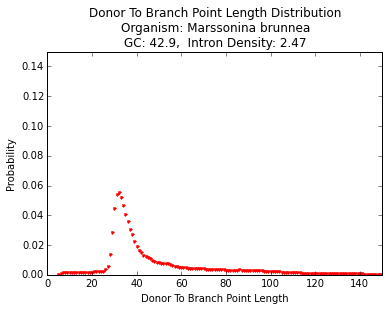 Donor To Branch Point Length Distribution
Organism: Marssonina brunnea
GC: 42.9,  Intron Density: 2.47
0.14
0.12
0.10
0.08
0.06
0.04
0.02
0.00
Probability
0 20 40 60 80 100 120 140
Donor To Branch Point Length